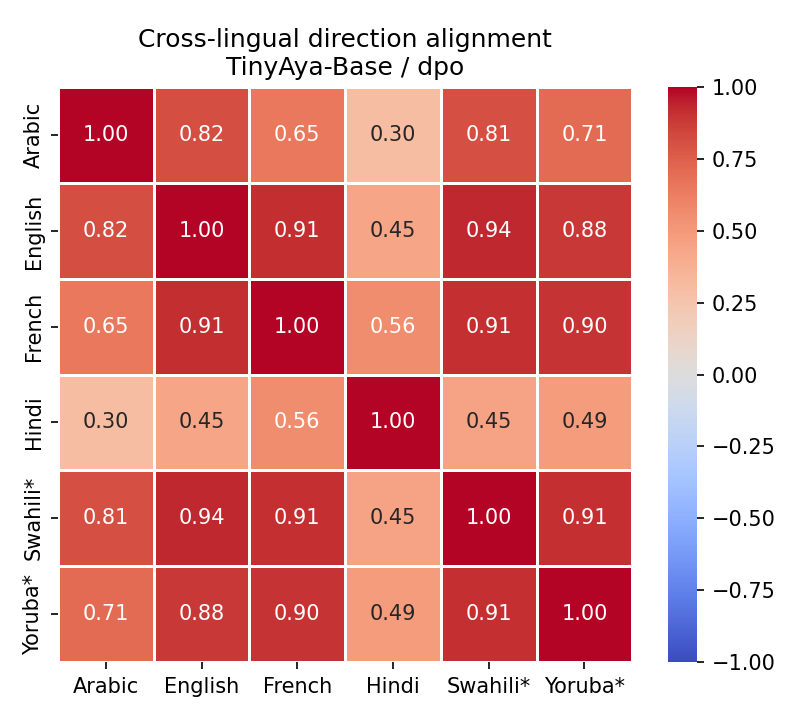 Cross-lingual direction alignment
TinyAya-Base / dpo
Arabic 1.00 0.82 0.65 0.30 0.81 0.71
English 0.82 1.00 0.91 0.45 0.94 0.88
French 0.65 0.91 1.00 0.56 0.91 0.90
Hindi 0.30 0.45 0.56 1.00 0.45 0.49
Swahili* 0.81 0.94 0.91 0.45 1.00 0.91
Yoruba* 0.71 0.88 0.90 0.49 0.91 1.00
Arabic English French Hindi Swahili* Yoruba*
1.00
0.75
0.50
0.25
0.00
−0.25
−0.50
−0.75
−1.00